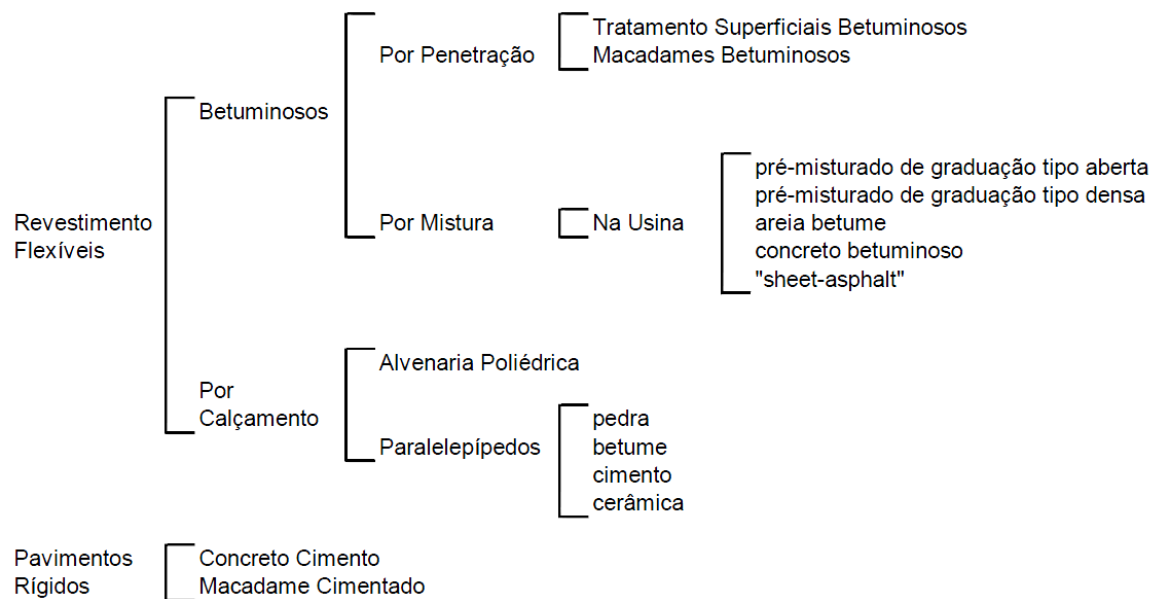 Tratamento Superficiais Betuminosos
Por Penetração
Macadames Betuminosos
Betuminosos
pré-misturado de graduação tipo aberta
pré-misturado de graduação tipo densa
Revestimento
Flexíveis
Por Mistura
Na Usina
areia betume
concreto betuminoso
"sheet-asphalt"
Alvenaria Poliédrica
Por
Calçamento
Paralelepípedos
pedra
betume
cimento
cerâmica
Pavimentos
Rígidos
Concreto Cimento
Macadame Cimentado